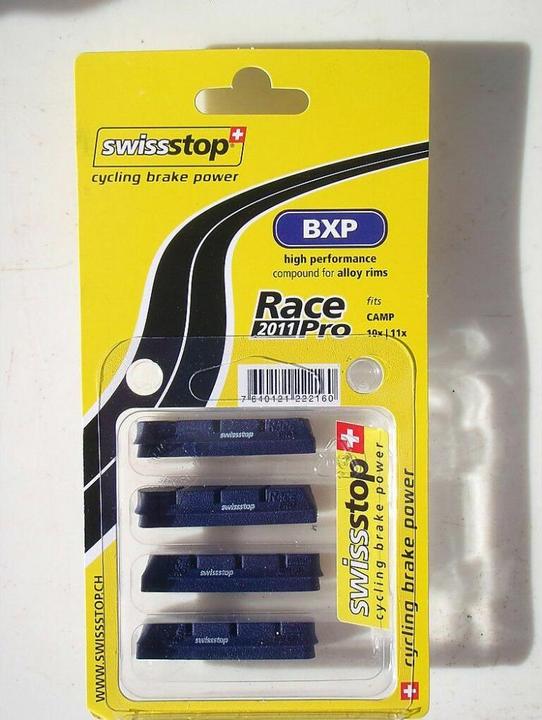 swissstop
cycling brake power
BXP
high performance
compound for alloy rims
Race
2011 Pro
fits
CAMP
10x | 11x
7 640121 222160
swissstop
swissstop
swissstop
swissstop
swissstop
cycling brake power
cycling brake power
WWW.SWISSSTOP.CH